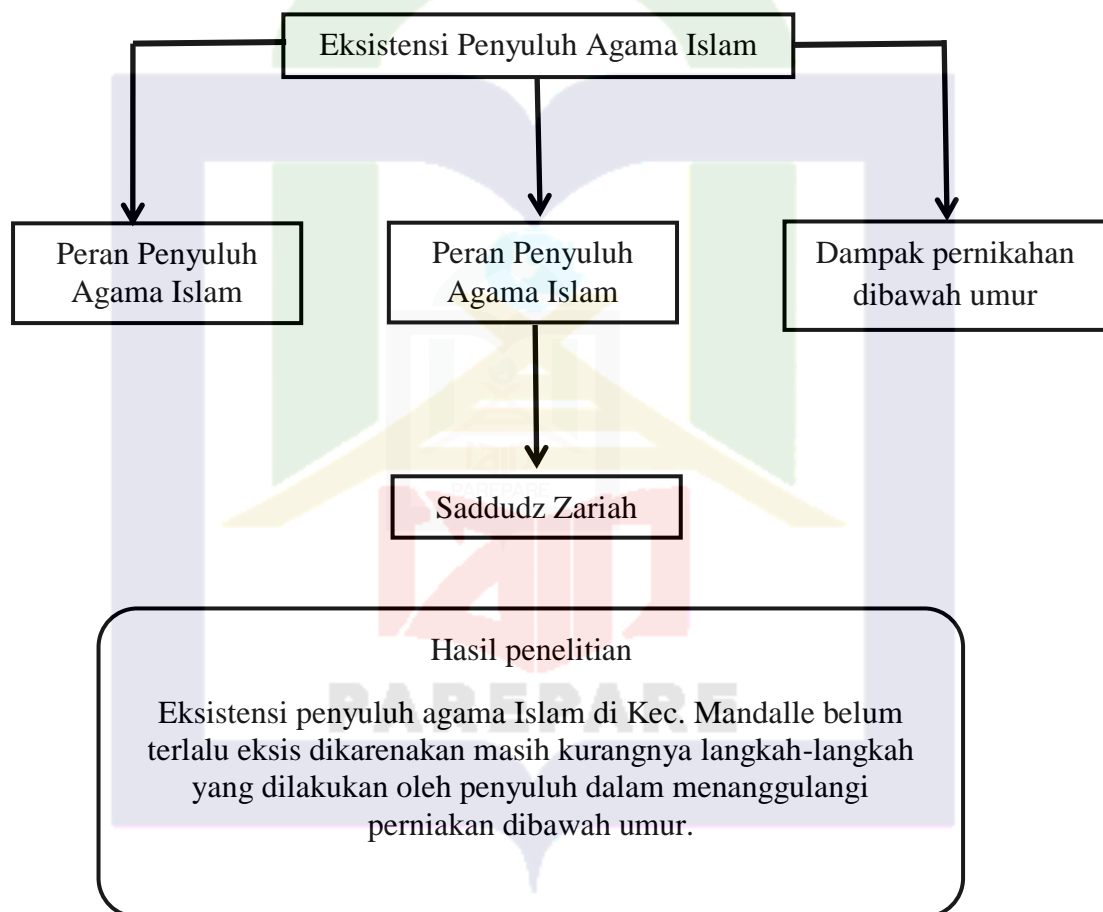 Eksistensi Penyuluh Agama Islam
Peran Penyuluh
Agama Islam
Peran Penyuluh
Agama Islam
Dampak pernikahan
dibawah umur
Saddudz Zariah
PAREPARE
Hasil penelitian
PAREPARE
Eksistensi penyuluh agama Islam di Kec. Mandalle belum
terlalu eksis dikarenakan masih kurangnya langkah-langkah
yang dilakukan oleh penyuluh dalam menanggulangi
perniakan dibawah umur.